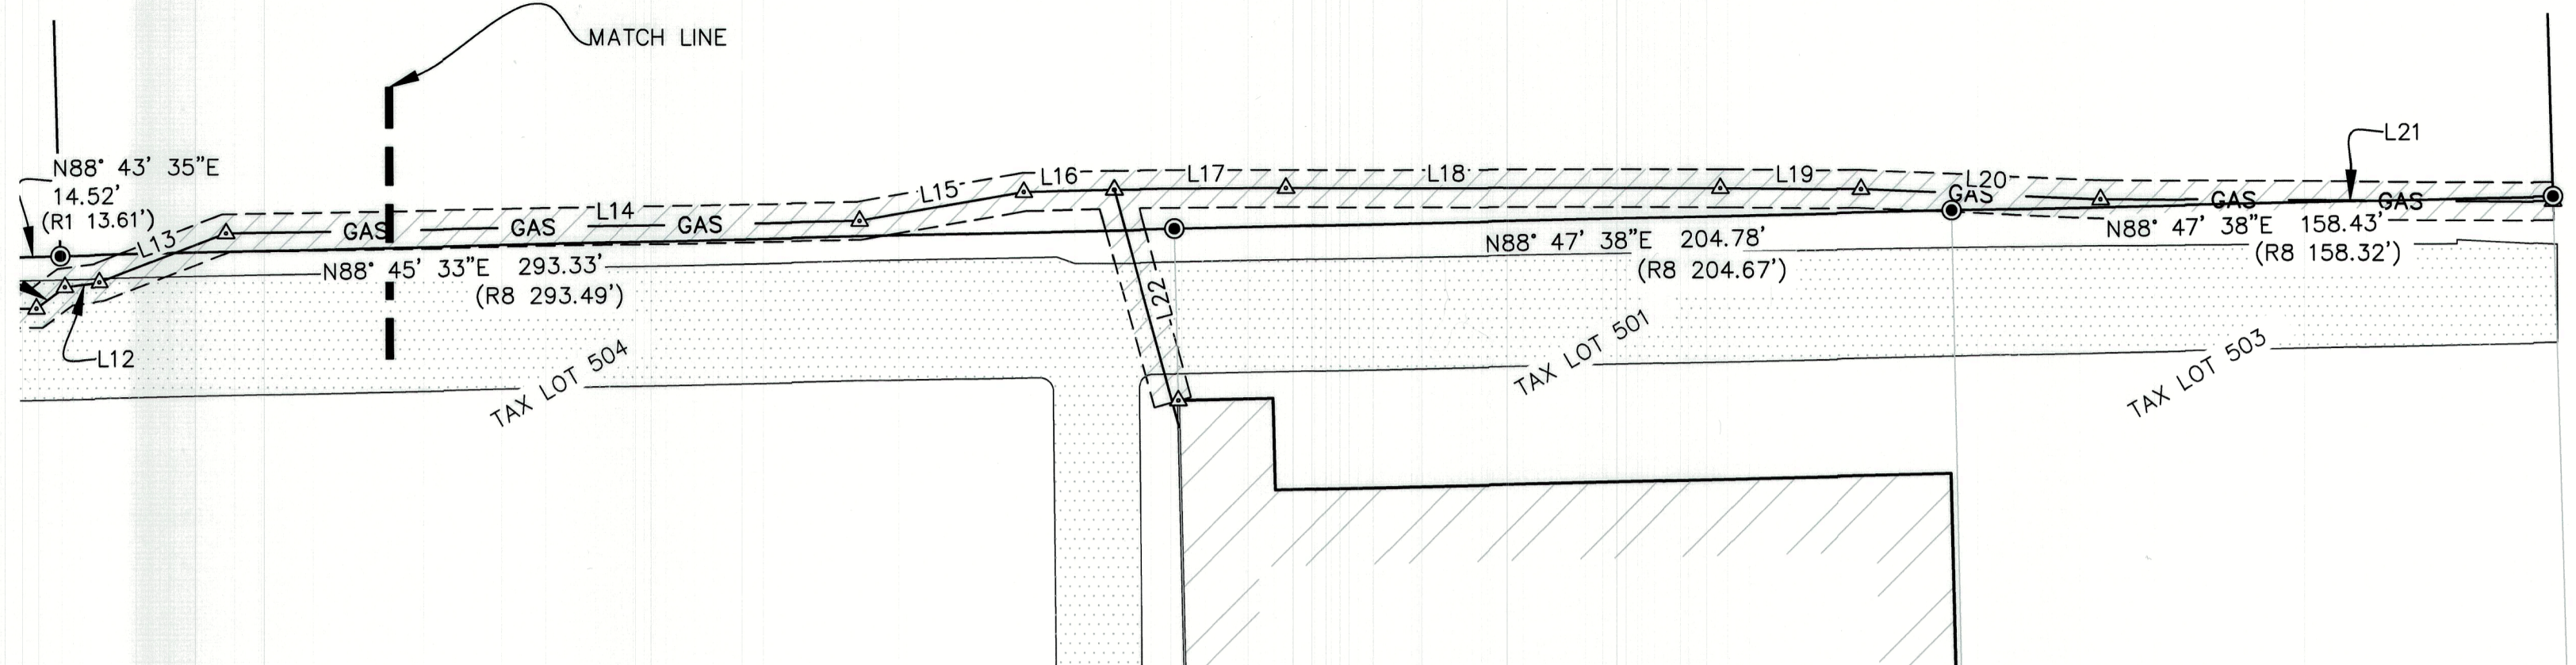 MATCH LINE
N88° 43' 35"E
14.52'
(R1 13.61')
L12
L13
GAS
GAS
L14
GAS
L15
L16
L17
L18
L19
L20
GAS
GAS
L21
GAS
L22
N88° 45' 33"E 293.33'
(R8 293.49')
N88° 47' 38"E 204.78'
(R8 204.67')
N88° 47' 38"E 158.43'
(R8 158.32')
TAX LOT 504
TAX LOT 501
TAX LOT 503